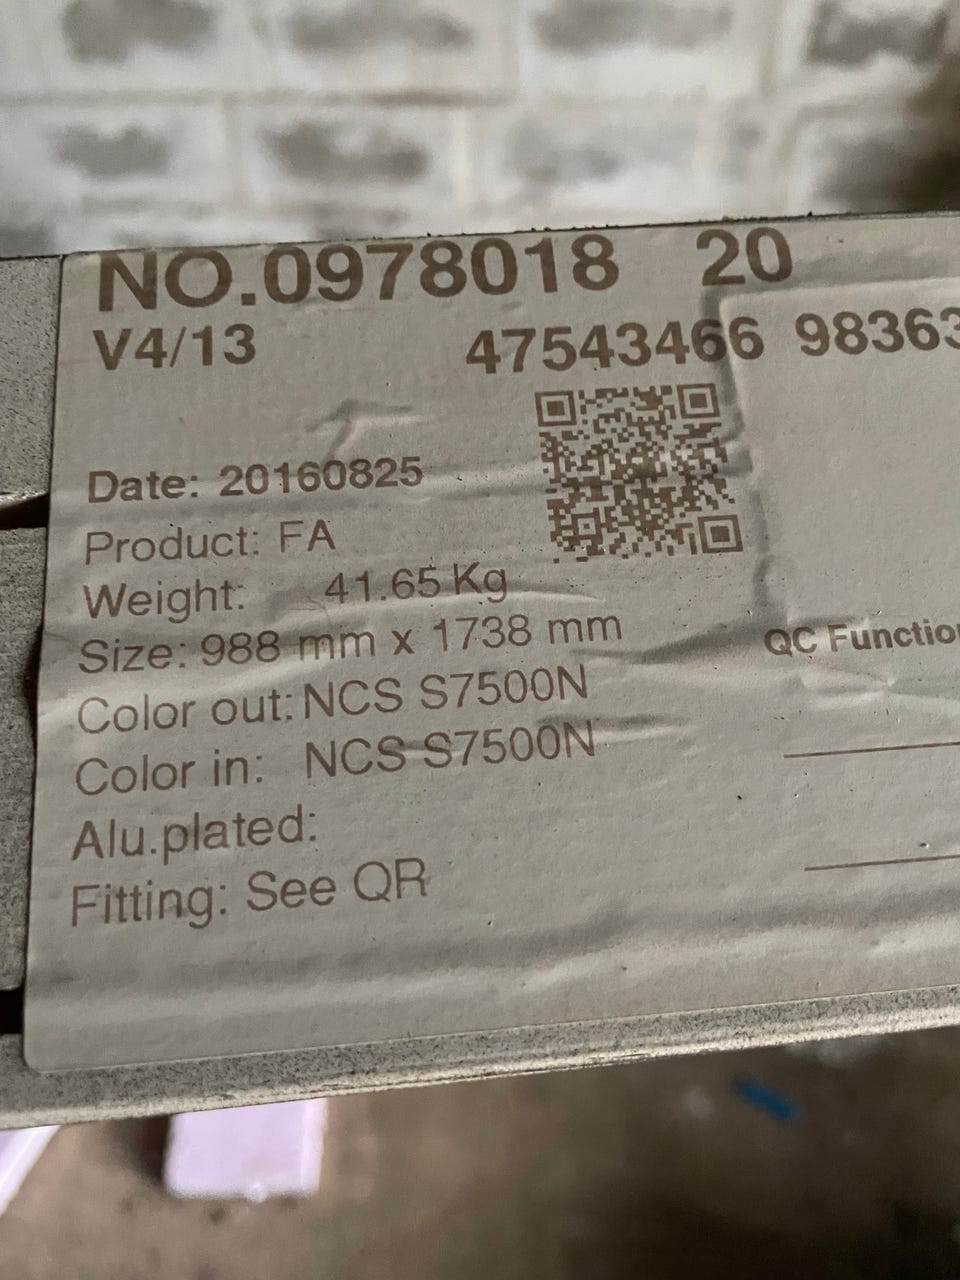 NO.0978018 20
V4/13 47543466 98363
Date: 20160825
Product: FA
Weight: 41.65 Kg
Size: 988 mm x 1738 mm
QC Functio
Color out: NCS S7500N
Color in: NCS S7500N
Alu.plated:
Fitting: See QR